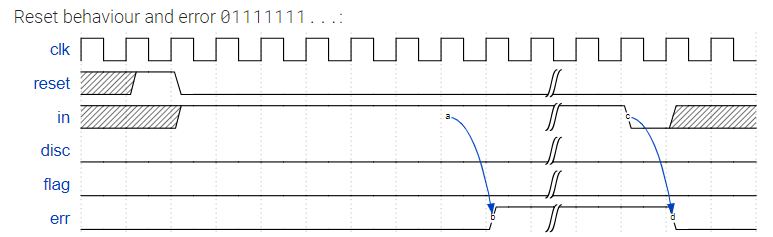 Reset behaviour and error 01111111...:
clk
reset
in
a
c
disc
flag
err
b
d